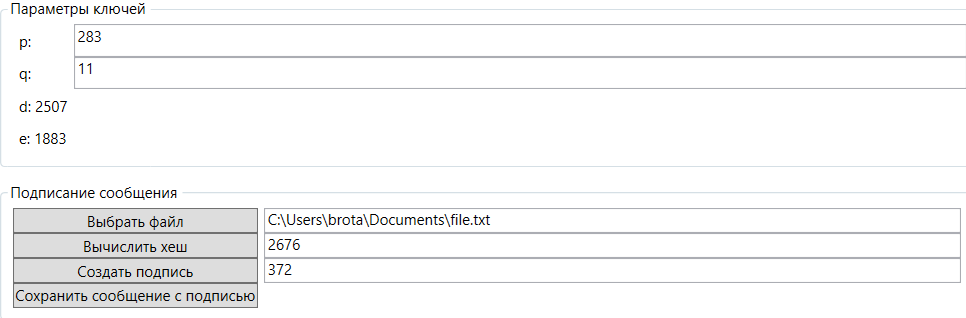 Параметры ключей
p: 283
q: 11
d: 2507
e: 1883
Подписание сообщения
Выбрать файл C:\Users\brota\Documents\file.txt
Вычислить хеш 2676
Создать подпись 372
Сохранить сообщение с подписью